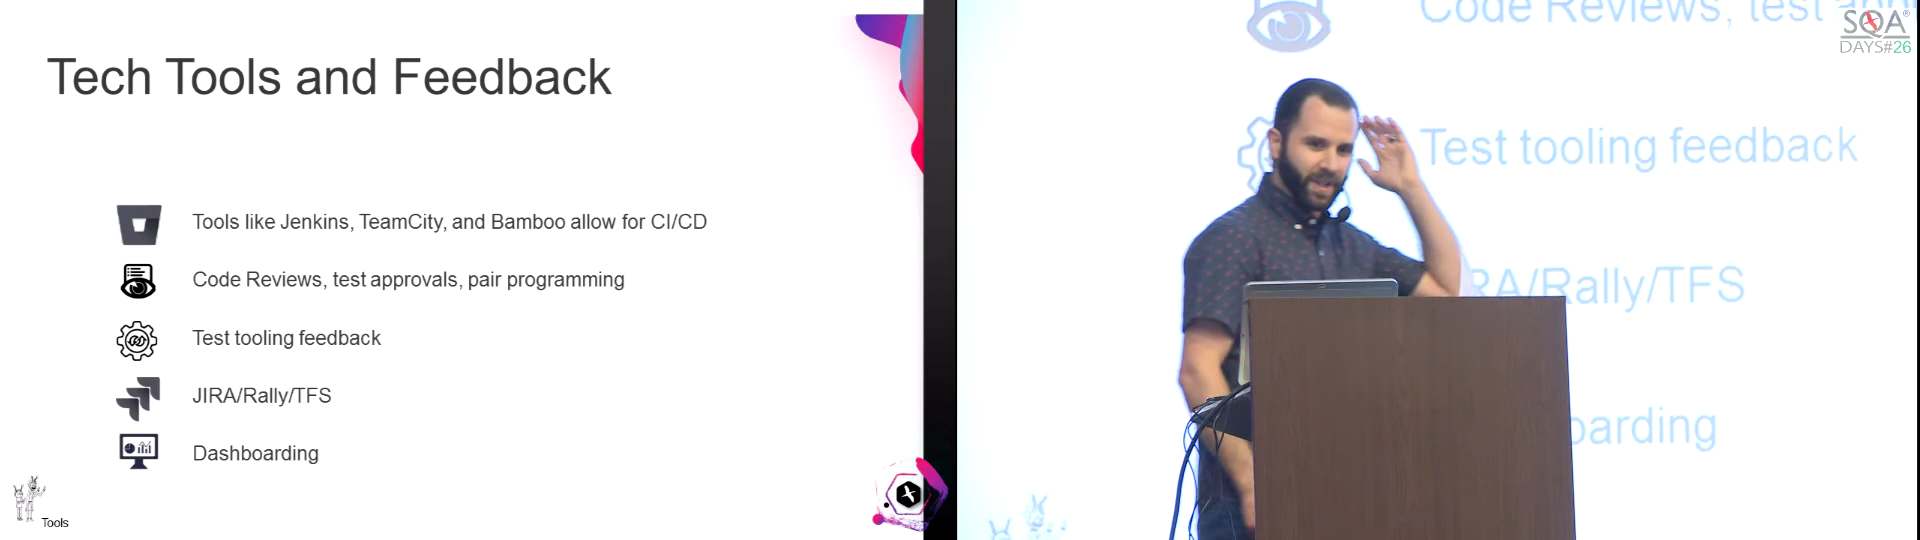 Tech Tools and Feedback
Tools like Jenkins, TeamCity, and Bamboo allow for CI/CD
Code Reviews, test approvals, pair programming
Test tooling feedback
JIRA/Rally/TFS
Dashboarding
Tools
Code Reviews, test
Test tooling feedback
RA/Rally/TFS
oarding
SQA
DAYS#26